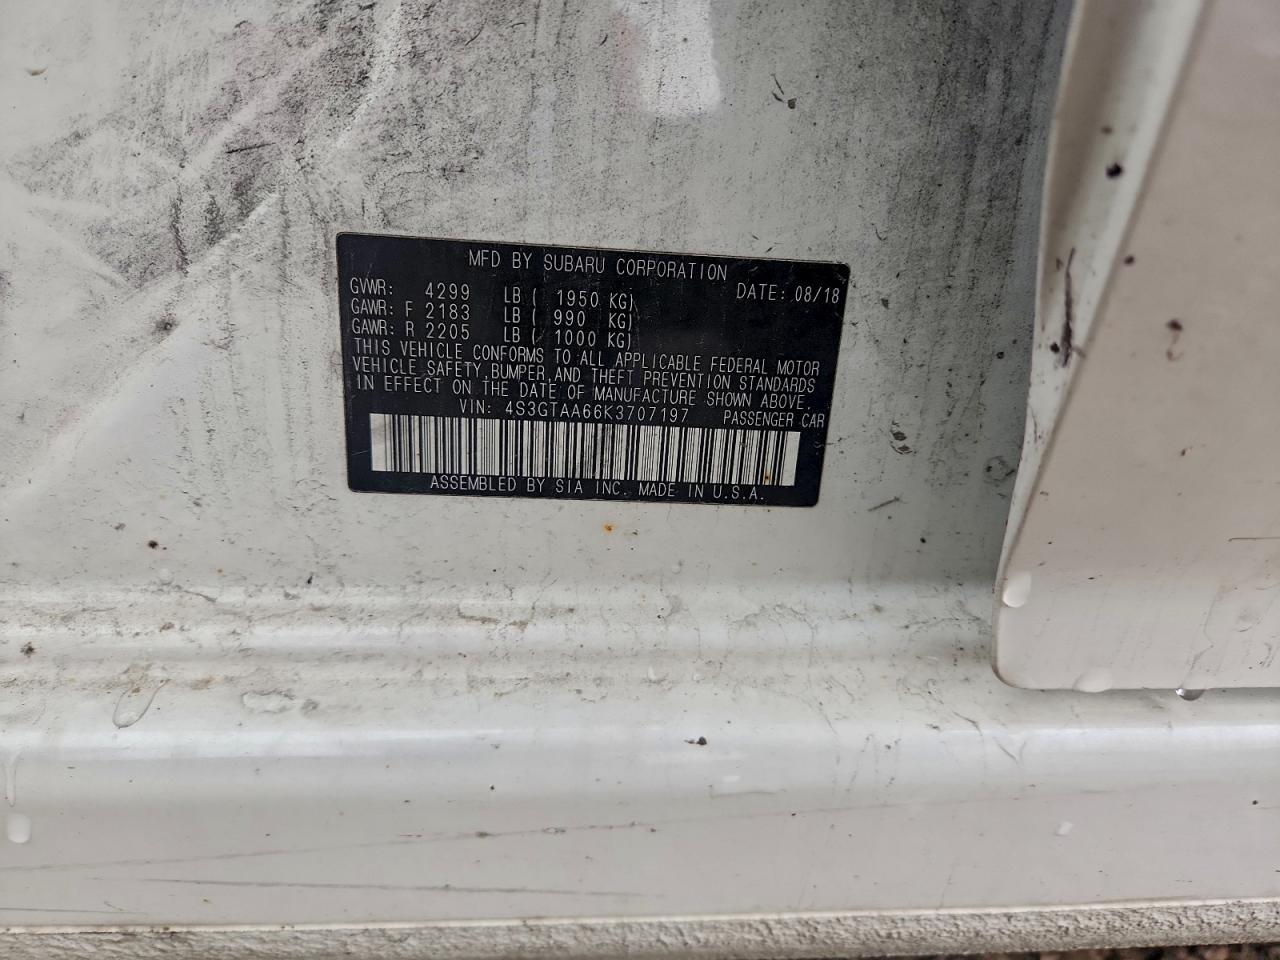 MFD BY SUBARU CORPORATION
GVWR: 4299 LB ( 1950 KG) DATE: 08/18
GAWR: F 2183 LB ( 990 KG)
GAWR: R 2205 LB ( 1000 KG)
THIS VEHICLE CONFORMS TO ALL APPLICABLE FEDERAL MOTOR
VEHICLE SAFETY, BUMPER, AND THEFT PREVENTION STANDARDS
IN EFFECT ON THE DATE OF MANUFACTURE SHOWN ABOVE.
VIN: 4S3GTAA66K3707197 PASSENGER CAR
ASSEMBLED BY SIA INC. MADE IN U.S.A.